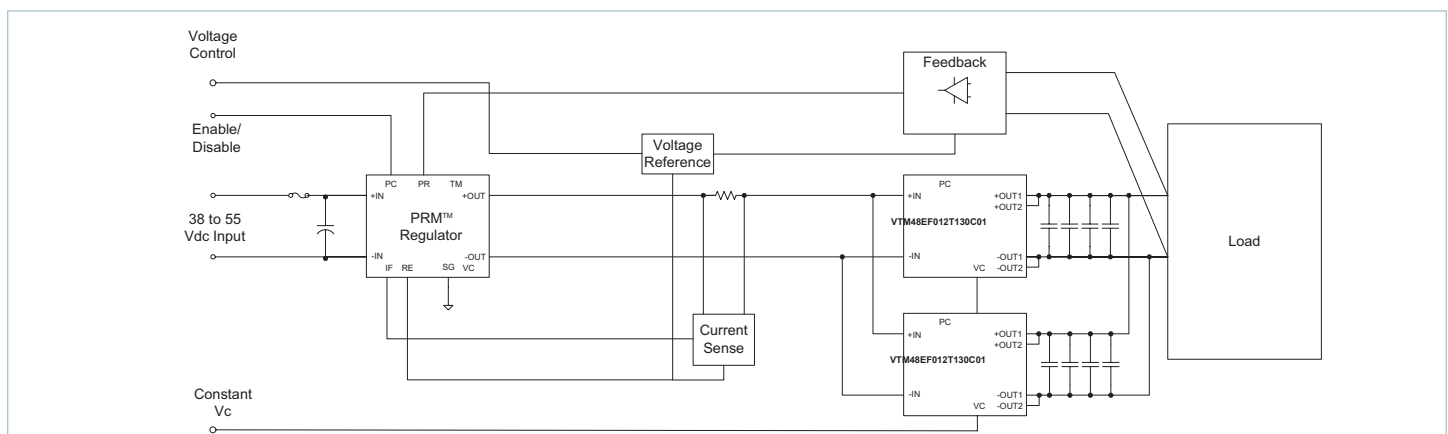 Voltage
Control
Enable/
Disable
38 to 55
Vdc Input
Constant
Vc
PC PR TM
+IN +OUT
PRM™
Regulator
-IN -OUT
IF RE SG VC
Voltage
Reference
Current
Sense
Feedback
PC
+IN +OUT1
+OUT2
VTM48EF012T130C01
-IN -OUT1
VC -OUT2
PC
+IN +OUT1
+OUT2
VTM48EF012T130C01
-IN -OUT1
VC -OUT2
Load